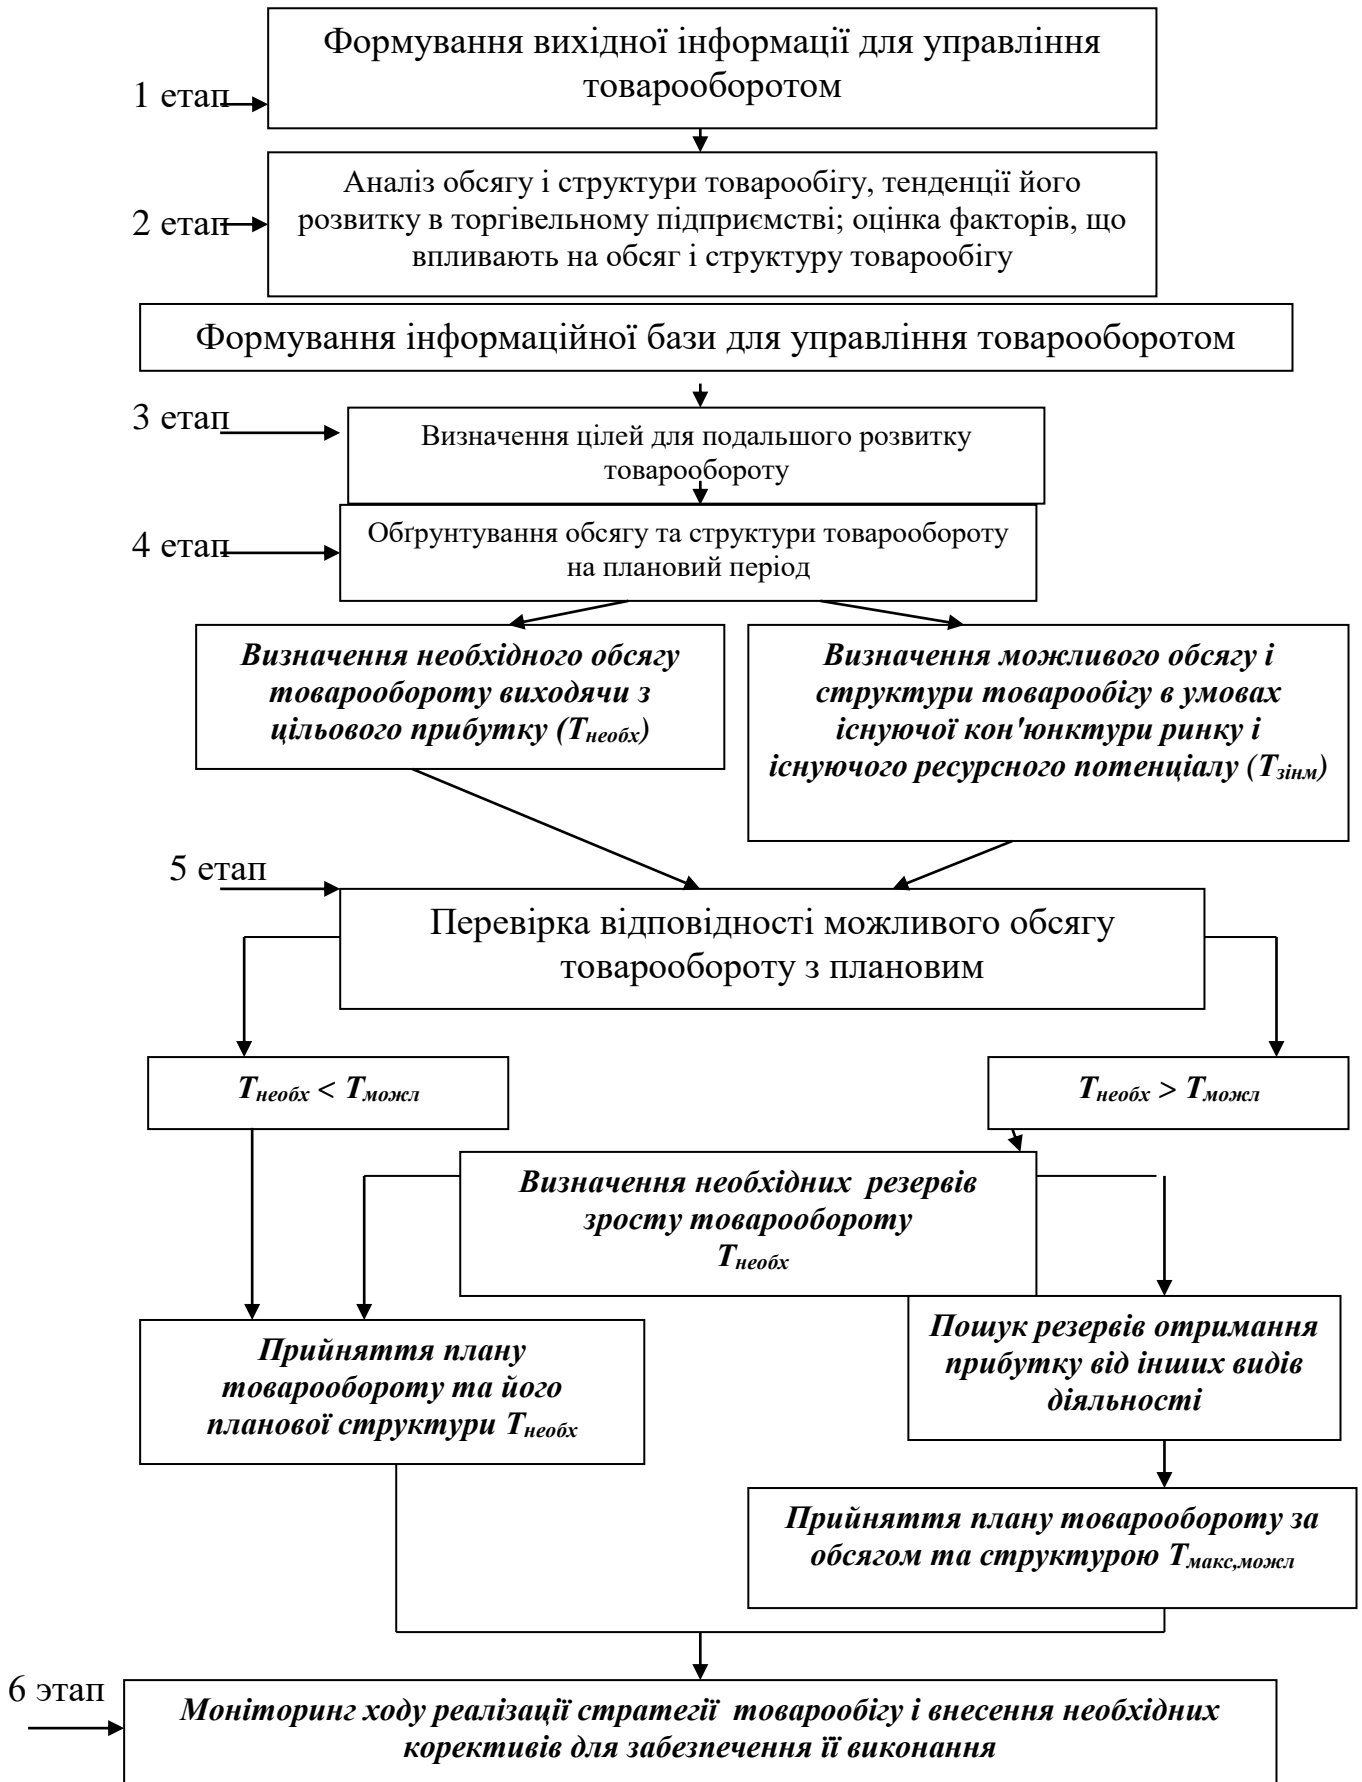 Формування вихідної інформації для управління
товарооборотом
1 етап
Аналіз обсягу і структури товарообігу, тенденції його
розвитку в торгівельному підприємстві; оцінка факторів, що
впливають на обсяг і структуру товарообігу
2 етап
Формування інформаційної бази для управління товарооборотом
3 етап
Визначення цілей для подальшого розвитку
товарообороту
4 етап
Обґрунтування обсягу та структури товарообороту
на плановий період
Визначення необхідного обсягу
товарообороту виходячи з
цільового прибутку (Tнеобх)
Визначення можливого обсягу і
структури товарообігу в умовах
існуючої кон'юнктури ринку і
існуючого ресурсного потенціалу (Тзінм)
5 етап
Перевірка відповідності можливого обсягу
товарообороту з плановим
Тнеобх < Тможл
Тнеобх > Тможл
Визначення необхідних резервів
зросту товарообороту
Тнеобх
Прийняття плану
товарообороту та його
планової структури Тнеобх
Пошук резервів отримання
прибутку від інших видів
діяльності
Прийняття плану товарообороту за
обсягом та структурою Тмакс,можл
6 этап
Моніторинг ходу реалізації стратегії товарообігу і внесення необхідних
корективів для забезпечення її виконання